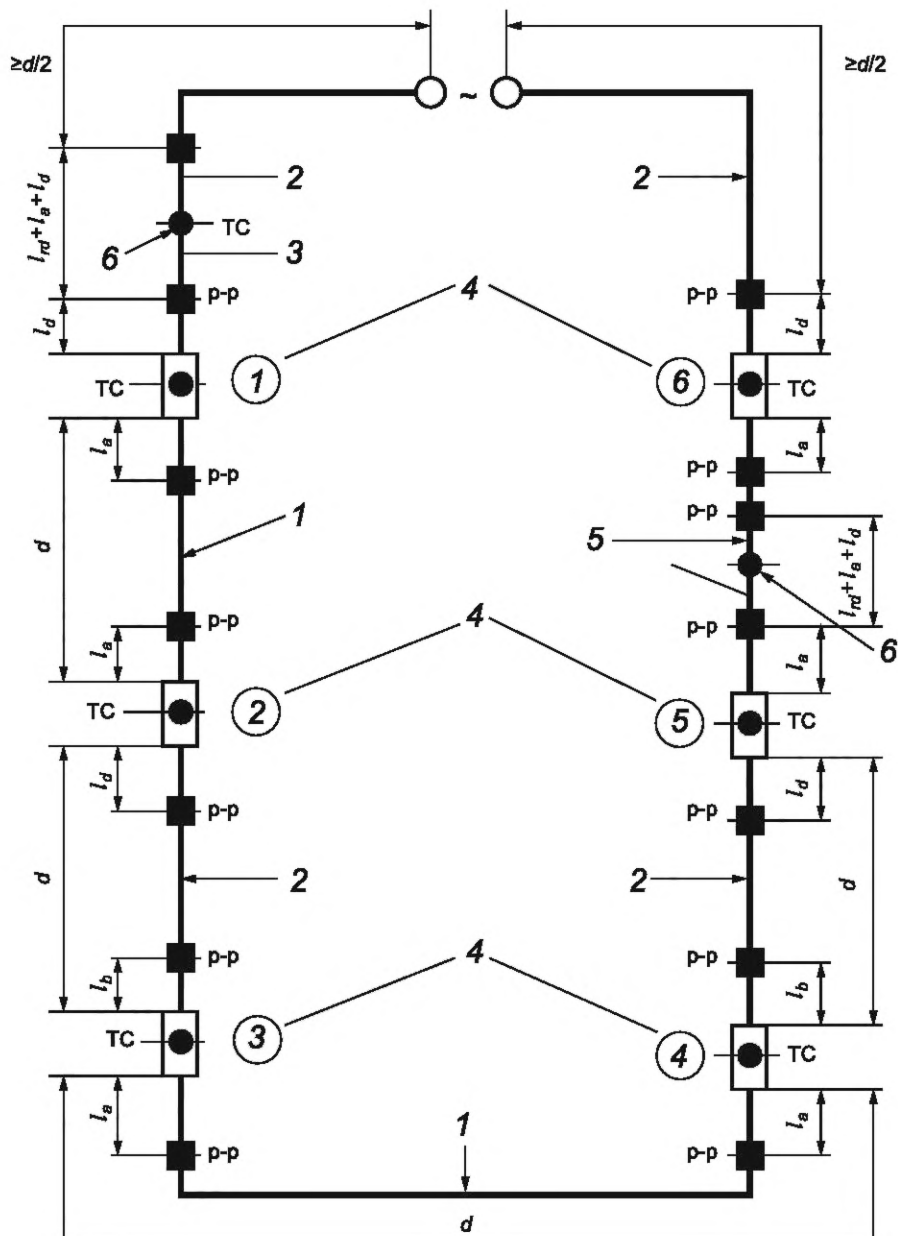 ≥d/2 ≥d/2
~
2 2
l_rd + l_a + l_d
TC
6 3
p-p 4 p-p
l_d l_d
TC 1 6 TC
l_a l_a
p-p p-p
p-p
1 5
d
l_rd + l_a + l_d
p-p p-p
l_a 4 l_a 6
TC 2 5 TC
l_d l_d
p-p p-p
d 2 2 d
p-p p-p
l_b 4 l_b
TC 3 4 TC
l_a l_a
1
p-p p-p
d